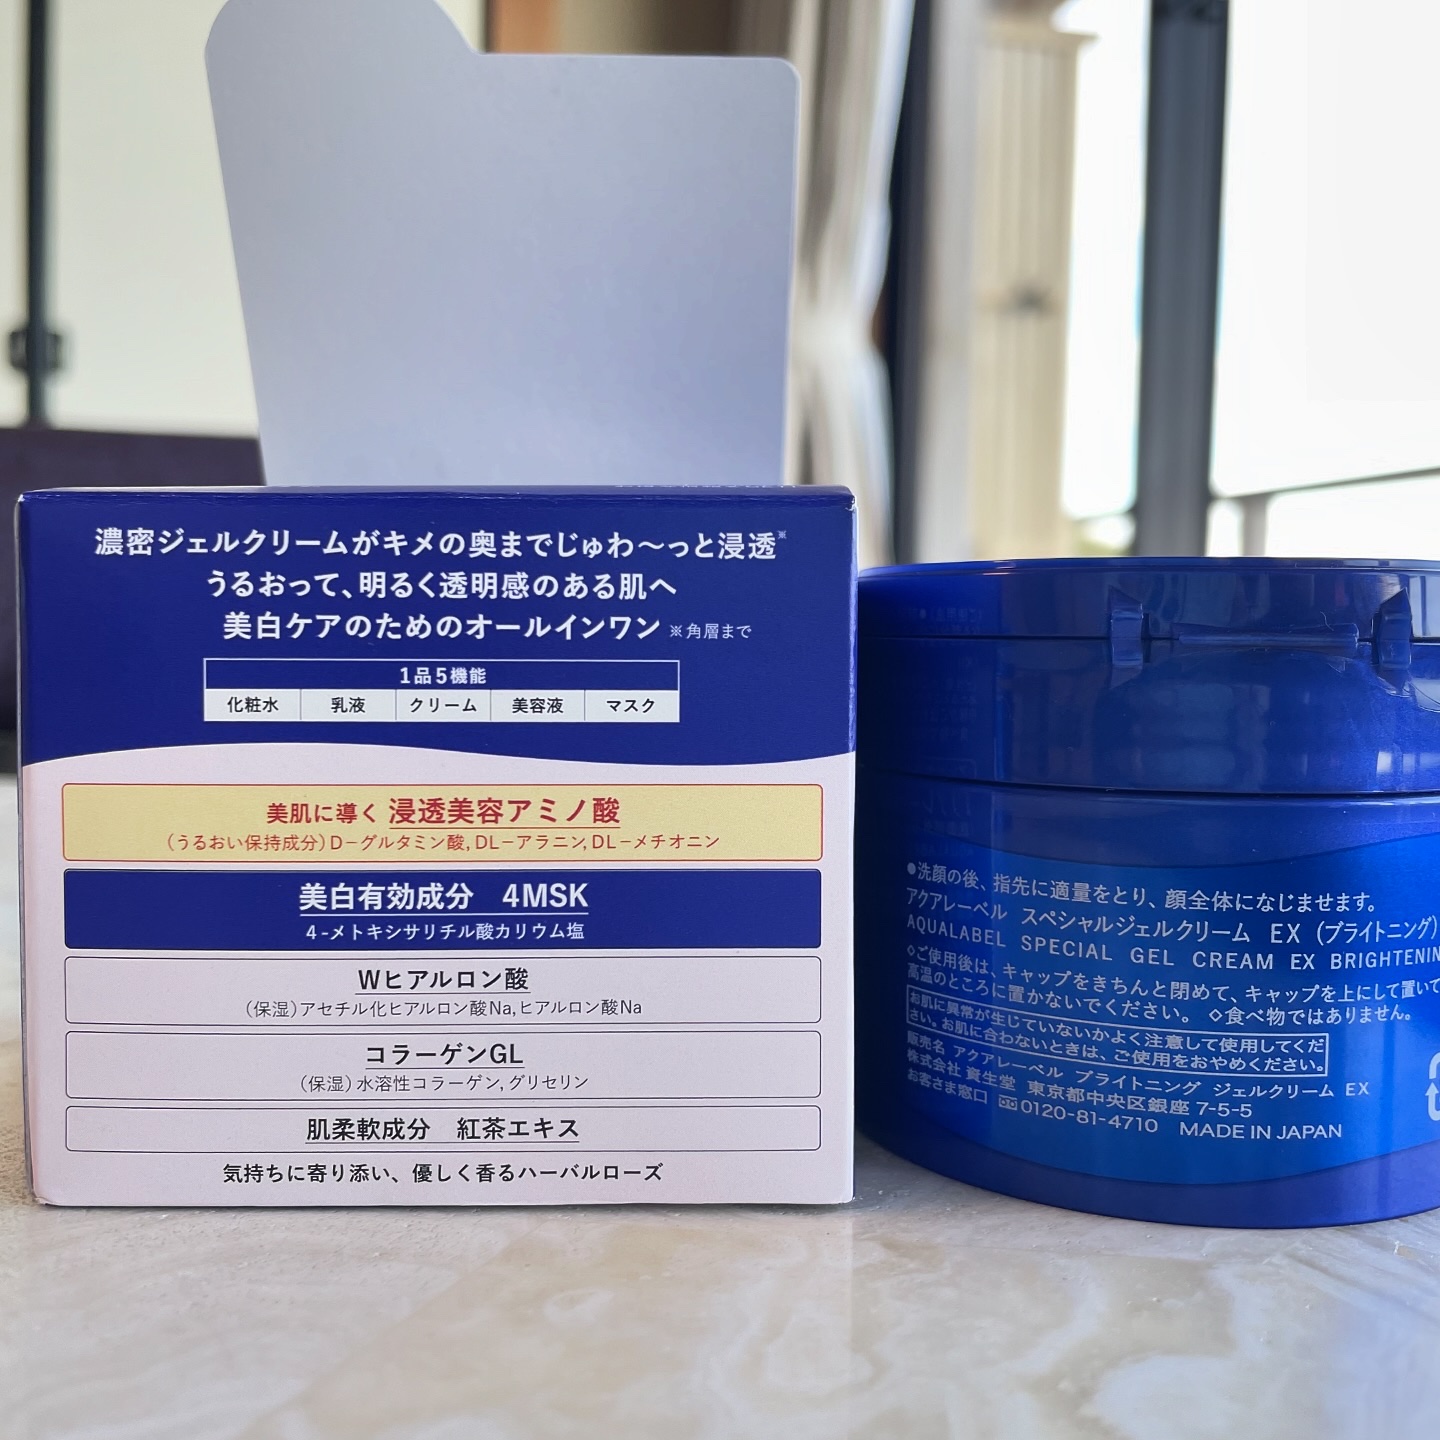 濃密ジェルクリームがキメの奥までじゅわ〜っと浸透※
うるおって、明るく透明感のある肌へ
美白ケアのためのオールインワン ※角層まで
1品5機能
化粧水 乳液 クリーム 美容液 マスク
美肌に導く 浸透美容アミノ酸
(うるおい保持成分)D−グルタミン酸, DL−アラニン, DL−メチオニン
美白有効成分 4MSK
4-メトキシサリチル酸カリウム塩
Wヒアルロン酸
(保湿)アセチル化ヒアルロン酸Na, ヒアルロン酸Na
コラーゲンGL
(保湿)水溶性コラーゲン, グリセリン
肌柔軟成分 紅茶エキス
気持ちに寄り添い、優しく香るハーバルローズ
●洗顔の後、指先に適量をとり、顔全体になじませます。
アクアレーベル スペシャルジェルクリーム EX (ブライトニング)
AQUALABEL SPECIAL GEL CREAM EX BRIGHTENIN
◇ご使用後は、キャップをきちんと閉めて、キャップを上にして置いて
高温のところに置かないでください。 ◇食べ物ではありません。
お肌に異常が生じていないかよく注意して使用してくだ
さい。お肌に合わないときは、ご使用をおやめください。
販売名 アクアレーベル ブライトニング ジェルクリーム EX
株式会社 資生堂 東京都中央区銀座 7-5-5
お客さま窓口 0120-81-4710 MADE IN JAPAN